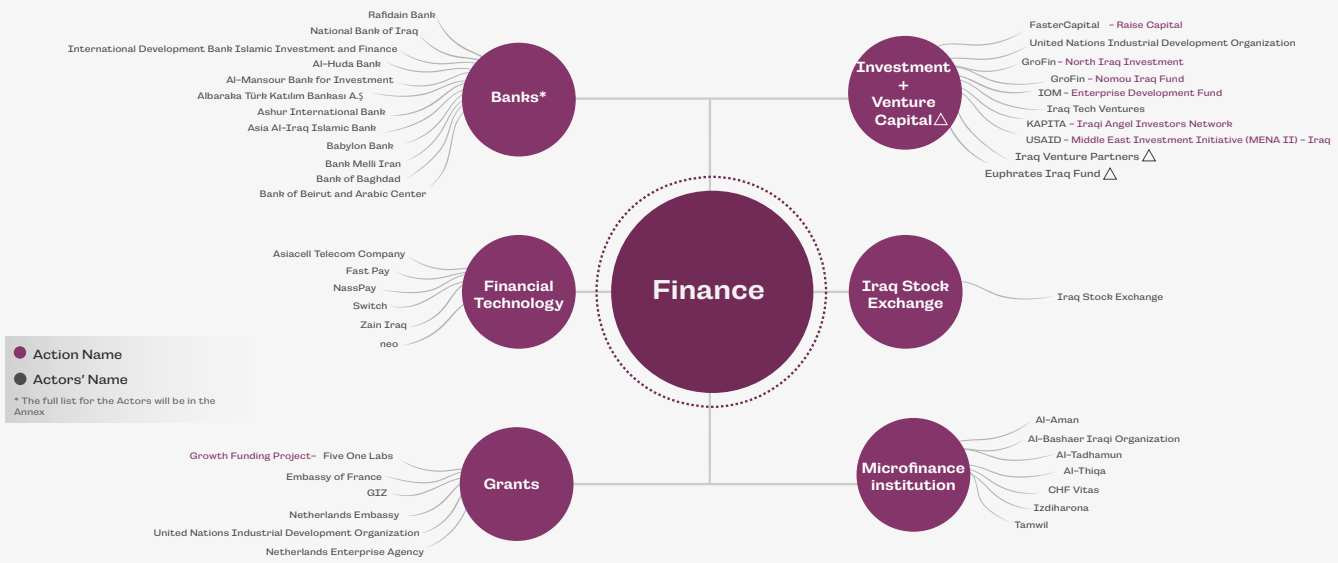 Rafidain Bank
National Bank of Iraq
International Development Bank Islamic Investment and Finance
Al-Huda Bank
Al-Mansour Bank for Investment
Albaraka Türk Katılım Bankası A.Ş
Ashur International Bank
Asia Al-Iraq Islamic Bank
Babylon Bank
Bank Melli Iran
Bank of Baghdad
Bank of Beirut and Arabic Center
Banks*
Investment
+
Venture
Capital△
FasterCapital - Raise Capital
United Nations Industrial Development Organization
GroFin - North Iraq Investment
GroFin - Nomou Iraq Fund
IOM - Enterprise Development Fund
Iraq Tech Ventures
KAPITA - Iraqi Angel Investors Network
USAID - Middle East Investment Initiative (MENA II) - Iraq
Iraq Venture Partners △
Euphrates Iraq Fund △
Asiacell Telecom Company
Fast Pay
NassPay
Switch
Zain Iraq
neo
Financial
Technology
Finance
Iraq Stock
Exchange
Iraq Stock Exchange
Action Name
Actors' Name
* The full list for the Actors will be in the
Annex
Growth Funding Project- Five One Labs
Embassy of France
GIZ
Netherlands Embassy
United Nations Industrial Development Organization
Netherlands Enterprise Agency
Grants
Microfinance
institution
Al-Aman
Al-Bashaer Iraqi Organization
Al-Tadhamun
Al-Thiqa
CHF Vitas
Izdiharona
Tamwil